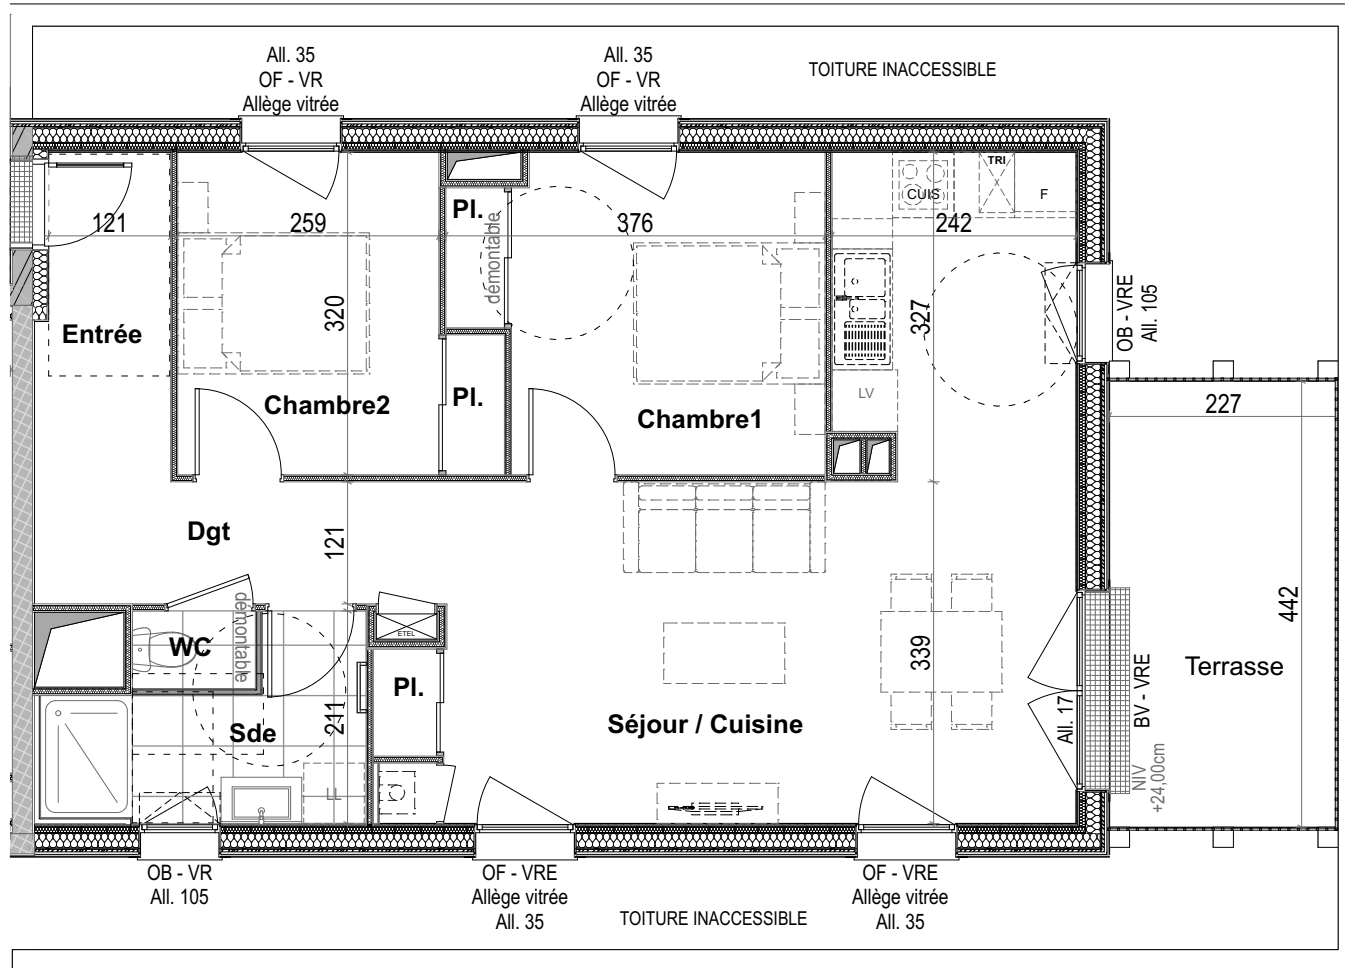 All. 35
OF - VR
Allège vitrée
All. 35
OF - VR
Allège vitrée
TOITURE INACCESSIBLE
TRI
CUIS
F
Pl.
121
259
376
242
démontable
320
327
OB - VRE
All. 105
Entrée
Chambre2
Pl.
Chambre1
LV
227
Dgt
121
442
démontable
WC
ETEL
339
Terrasse
Pl.
BV - VRE
All. 17
Sde
211
Séjour / Cuisine
NIV
+24,00cm
LL
OB - VR
All. 105
OF - VRE
Allège vitrée
All. 35
TOITURE INACCESSIBLE
OF - VRE
Allège vitrée
All. 35